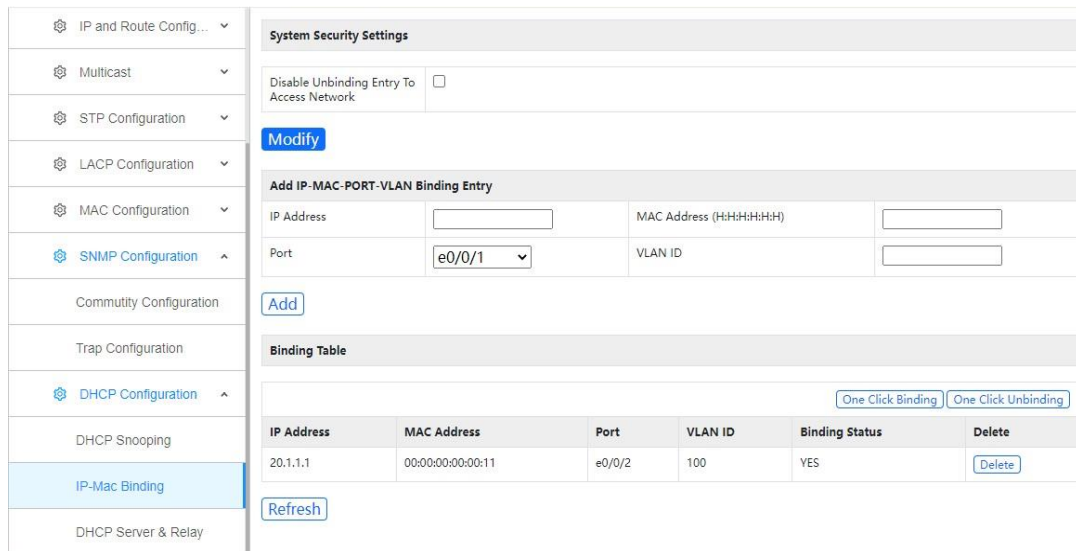 IP and Route Config...
Multicast
STP Configuration
LACP Configuration
MAC Configuration
SNMP Configuration
Commutity Configuration
Trap Configuration
DHCP Configuration
DHCP Snooping
IP-Mac Binding
DHCP Server & Relay
System Security Settings
Disable Unbinding Entry To
Access Network
Modify
Add IP-MAC-PORT-VLAN Binding Entry
IP Address MAC Address (H:H:H:H:H:H)
Port e0/0/1 VLAN ID
Add
Binding Table
One Click Binding One Click Unbinding
IP Address MAC Address Port VLAN ID Binding Status Delete
20.1.1.1 00:00:00:00:00:11 e0/0/2 100 YES Delete
Refresh